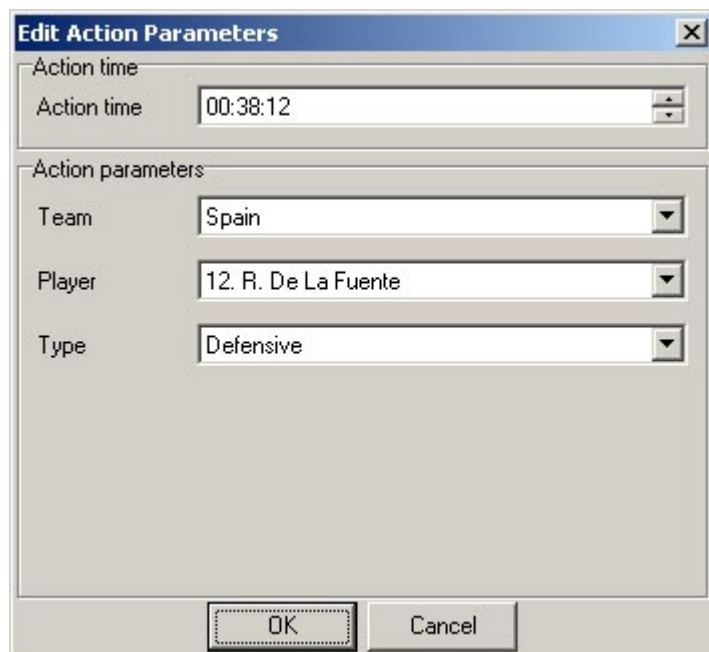 Edit Action Parameters
Action time
Action time 00:38:12
Action parameters
Team Spain
Player 12. R. De La Fuente
Type Defensive
OK Cancel